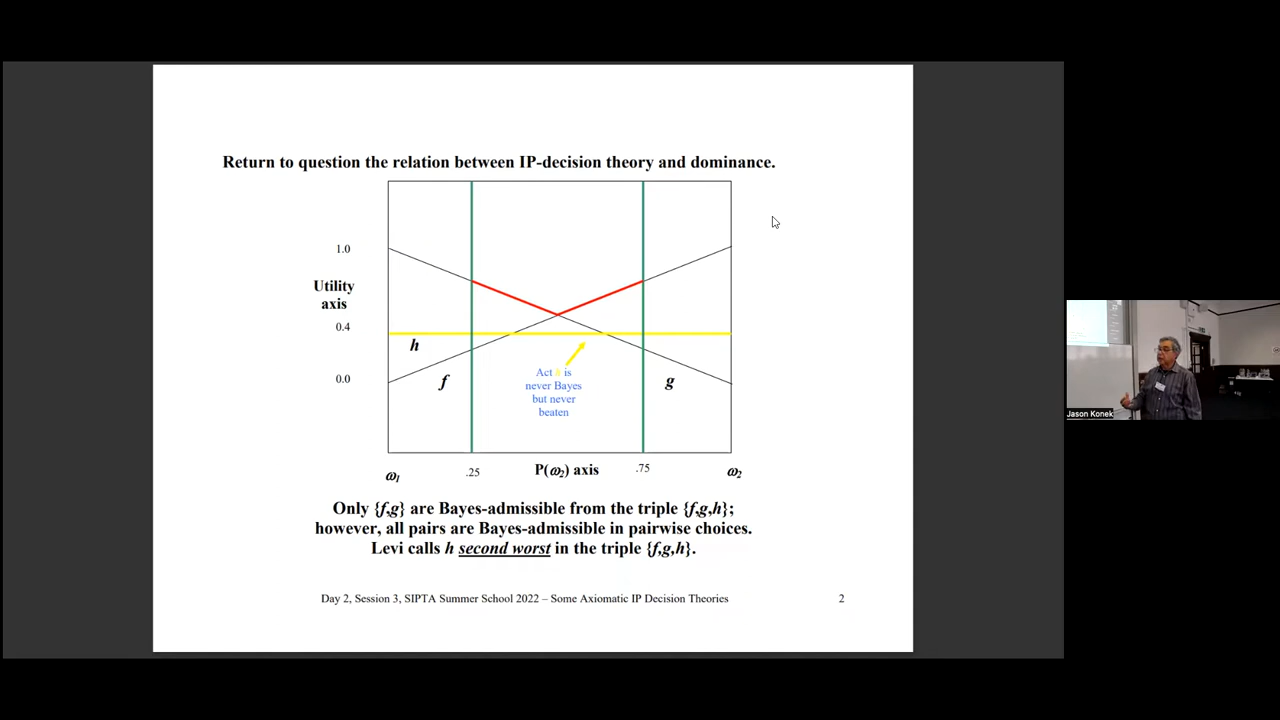 Return to question the relation between IP-decision theory and dominance.
1.0
Utility
axis
0.4
h
0.0
f
g
Act h is
never Bayes
but never
beaten
ω1
.25
P(ω2) axis
.75
ω2
Only {f,g} are Bayes-admissible from the triple {f,g,h};
however, all pairs are Bayes-admissible in pairwise choices.
Levi calls h second worst in the triple {f,g,h}.
Day 2, Session 3, SIPTA Summer School 2022 – Some Axiomatic IP Decision Theories
2
Jason Konek